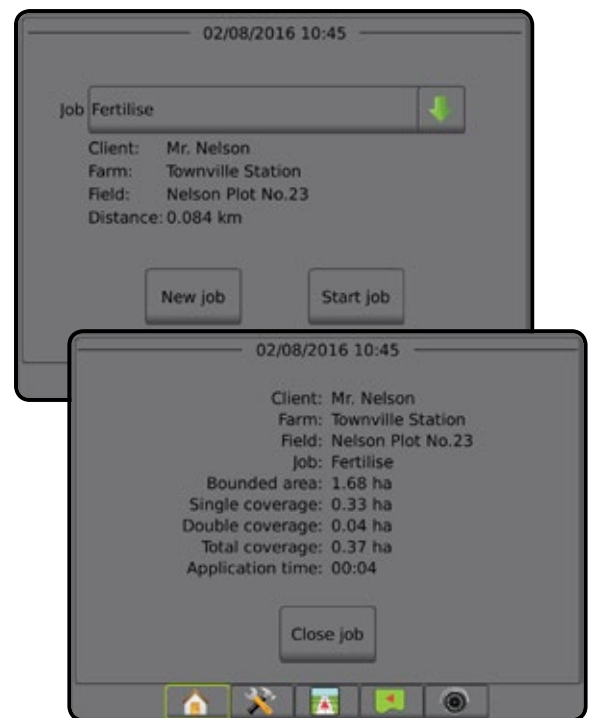 02/08/2016 10:45
Job Fertilise
Client: Mr. Nelson
Farm: Townville Station
Field: Nelson Plot No.23
Distance: 0.084 km
New job Start job
02/08/2016 10:45
Client: Mr. Nelson
Farm: Townville Station
Field: Nelson Plot No.23
Job: Fertilise
Bounded area: 1.68 ha
Single coverage: 0.33 ha
Double coverage: 0.04 ha
Total coverage: 0.37 ha
Application time: 00:04
Close job